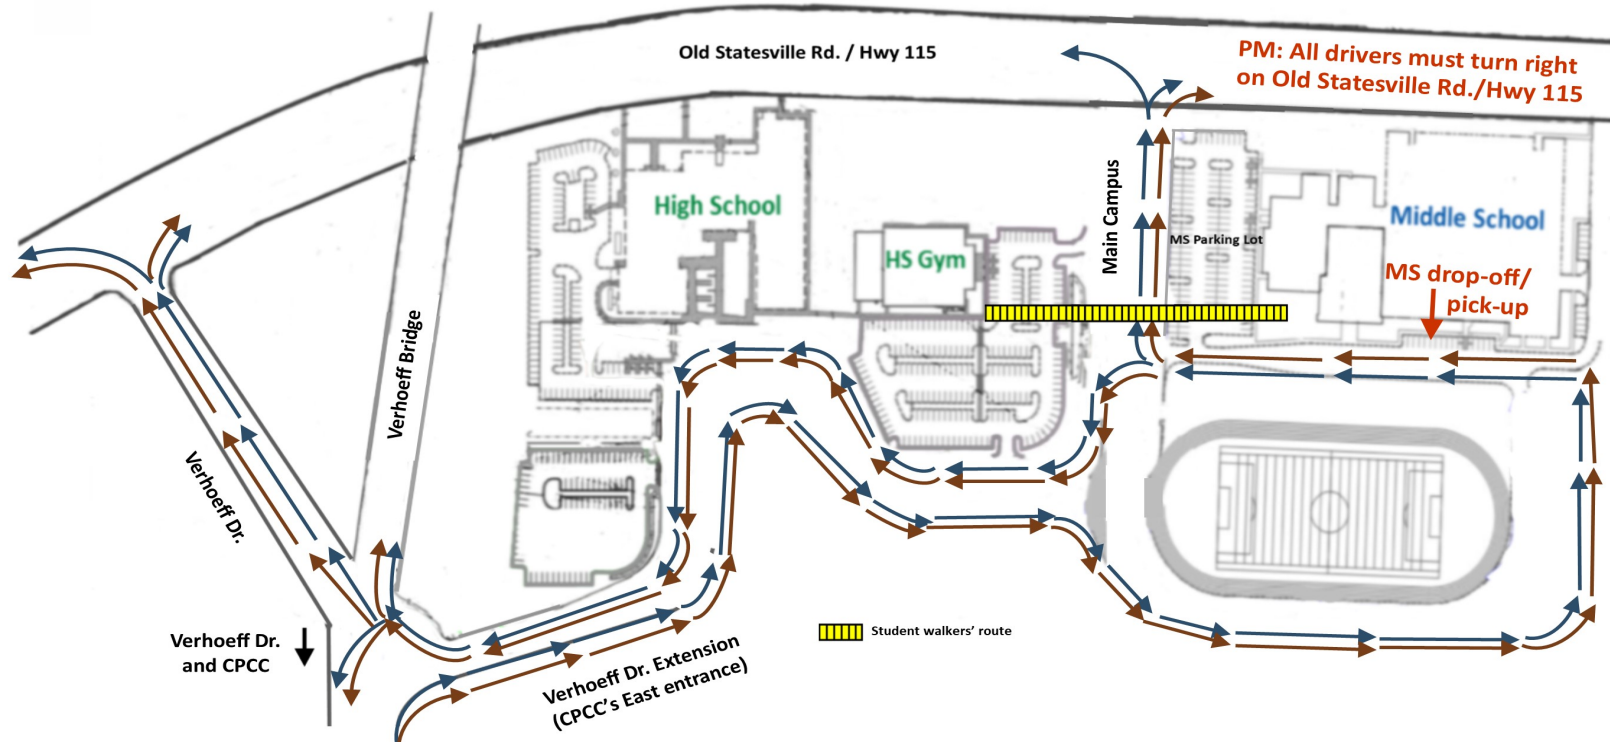 Old Statesville Rd. / Hwy 115
PM: All drivers must turn right
on Old Statesville Rd./Hwy 115
High School
HS Gym
Main Campus
MS Parking Lot
Middle School
MS drop-off/
pick-up
Verhoeff Bridge
Verhoeff Dr.
Verhoeff Dr.
and CPCC
Verhoeff Dr. Extension
(CPCC's East entrance)
Student walkers' route